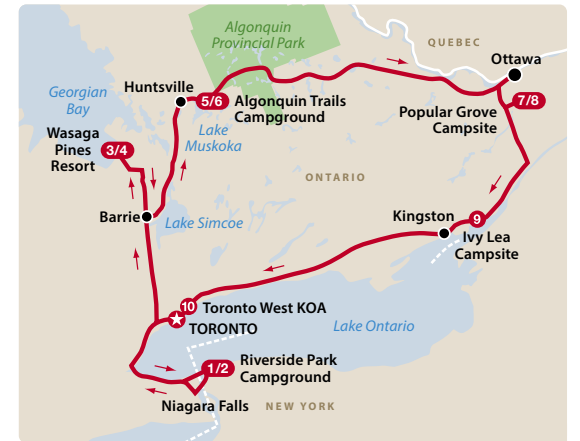 Algonquin
Provincial Park
QUEBEC
Ottawa
Georgian
Bay
Huntsville
5/6
Algonquin Trails
Campground
7/8
Popular Grove
Campsite
Wasaga
Pines
Resort
3/4
Lake
Muskoka
ONTARIO
Barrie
Lake Simcoe
Kingston
9
Ivy Lea
Campsite
10
Toronto West KOA
TORONTO
Lake Ontario
1/2
Riverside Park
Campground
Niagara Falls
NEW YORK